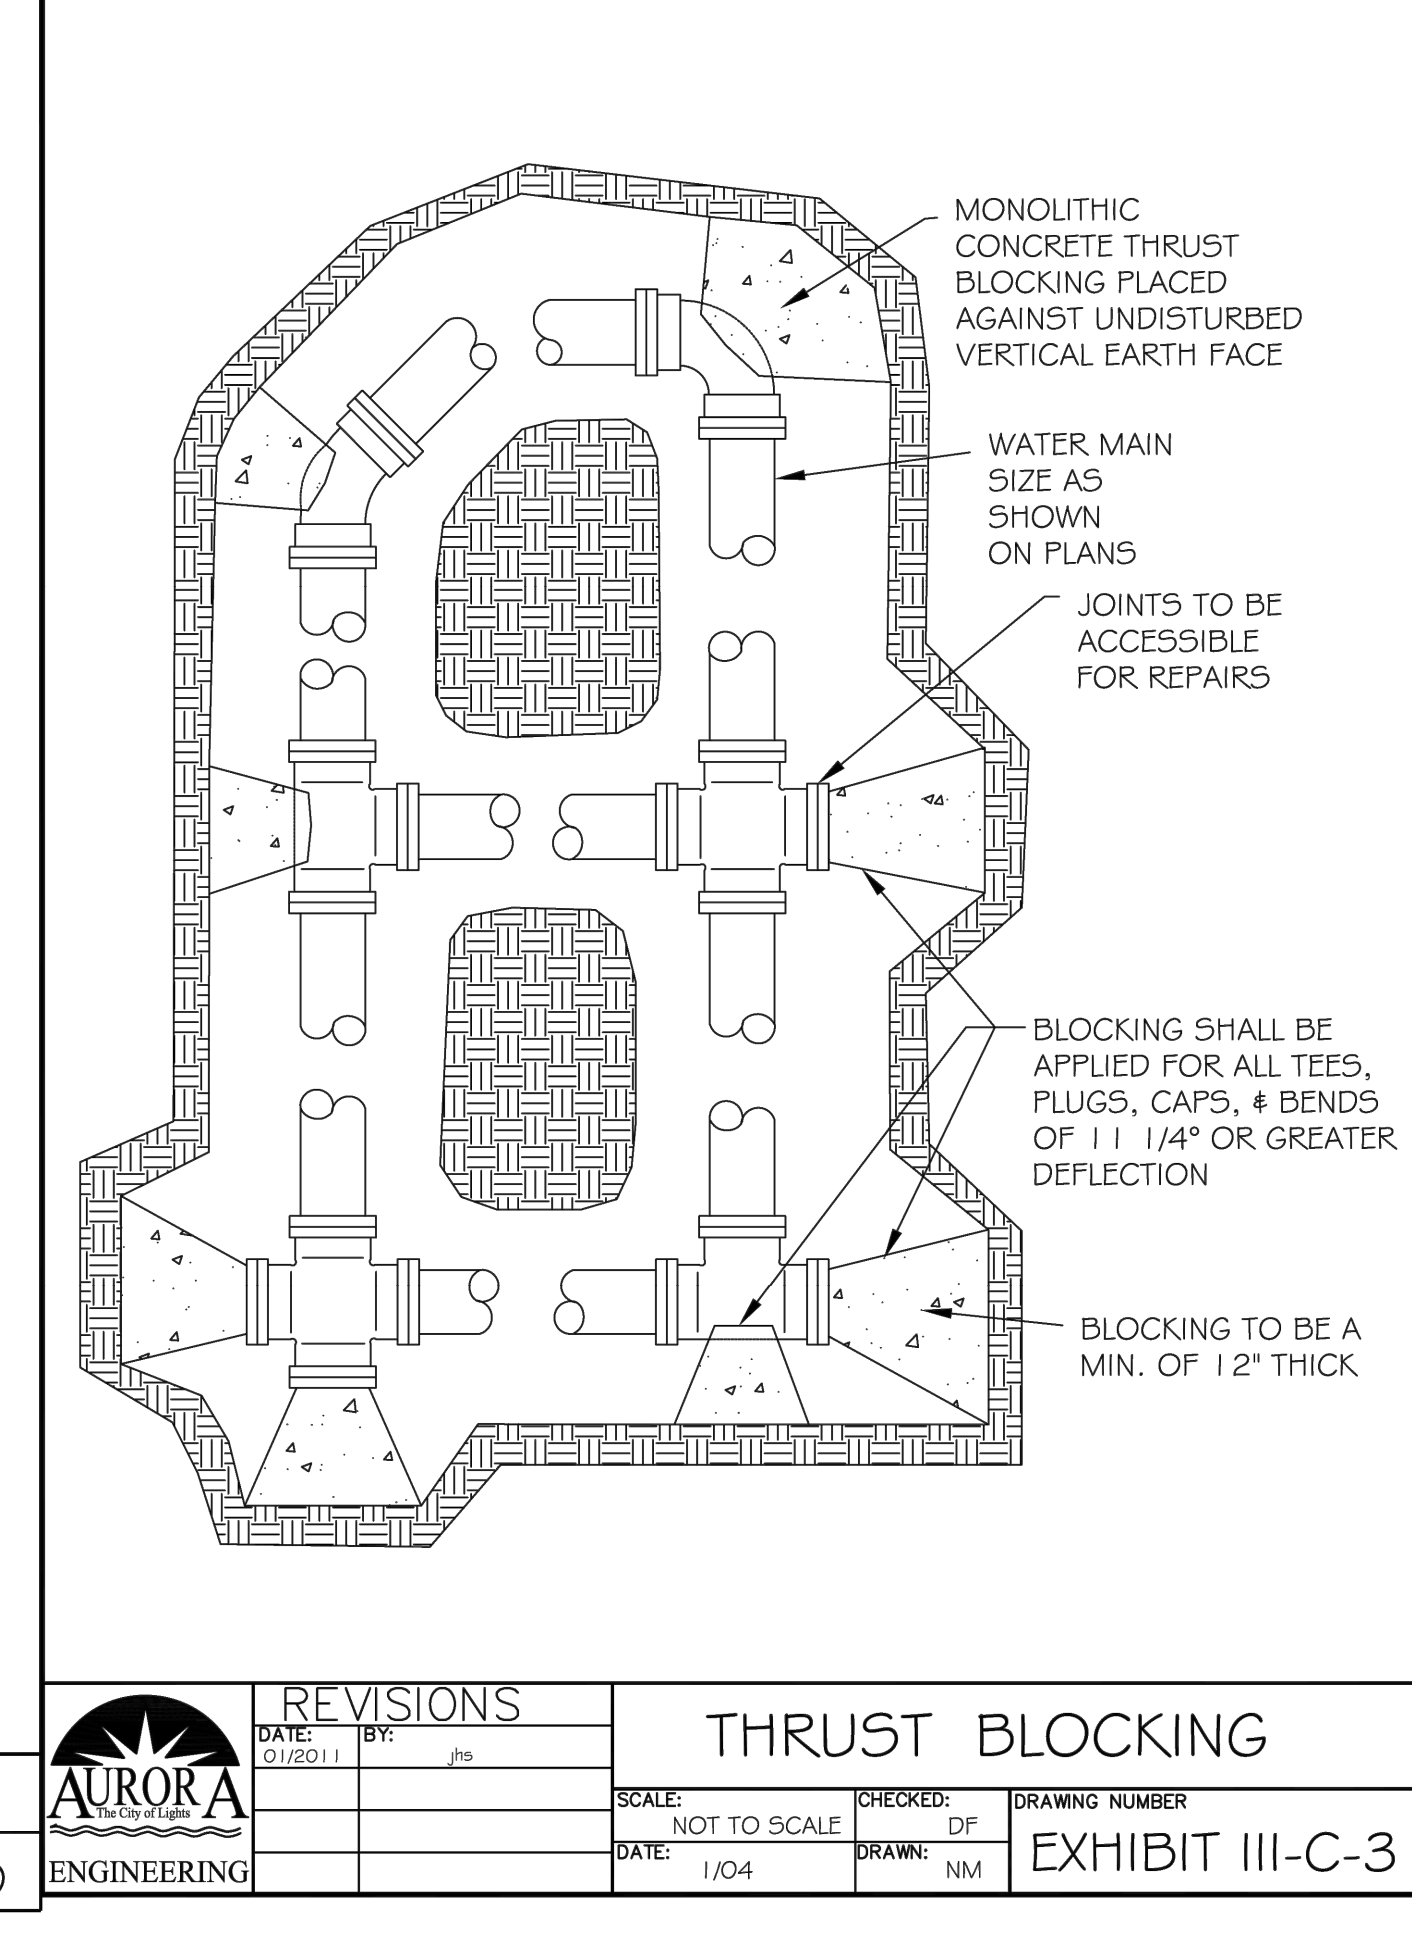 MONOLITHIC
CONCRETE THRUST
BLOCKING PLACED
AGAINST UNDISTURBED
VERTICAL EARTH FACE
WATER MAIN
SIZE AS
SHOWN
ON PLANS
JOINTS TO BE
ACCESSIBLE
FOR REPAIRS
BLOCKING SHALL BE
APPLIED FOR ALL TEES,
PLUGS, CAPS, & BENDS
OF 11 1/4° OR GREATER
DEFLECTION
BLOCKING TO BE A
MIN. OF 12" THICK
AURORA
The City of Lights
ENGINEERING
REVISIONS
DATE: BY:
01/2011 jhs
THRUST BLOCKING
SCALE: NOT TO SCALE
CHECKED: DF
DATE: 1/04
DRAWN: NM
DRAWING NUMBER
EXHIBIT III-C-3